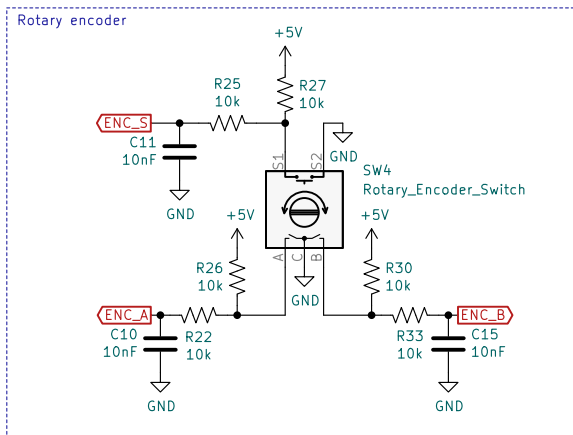 Rotary encoder
+5V
R25
10k
R27
10k
ENC_S
C11
10nF
GND
S1
S2
GND
SW4
Rotary_Encoder_Switch
+5V
+5V
A
C
B
R26
10k
GND
R30
10k
ENC_A
C10
10nF
R22
10k
R33
10k
ENC_B
C15
10nF
GND
GND